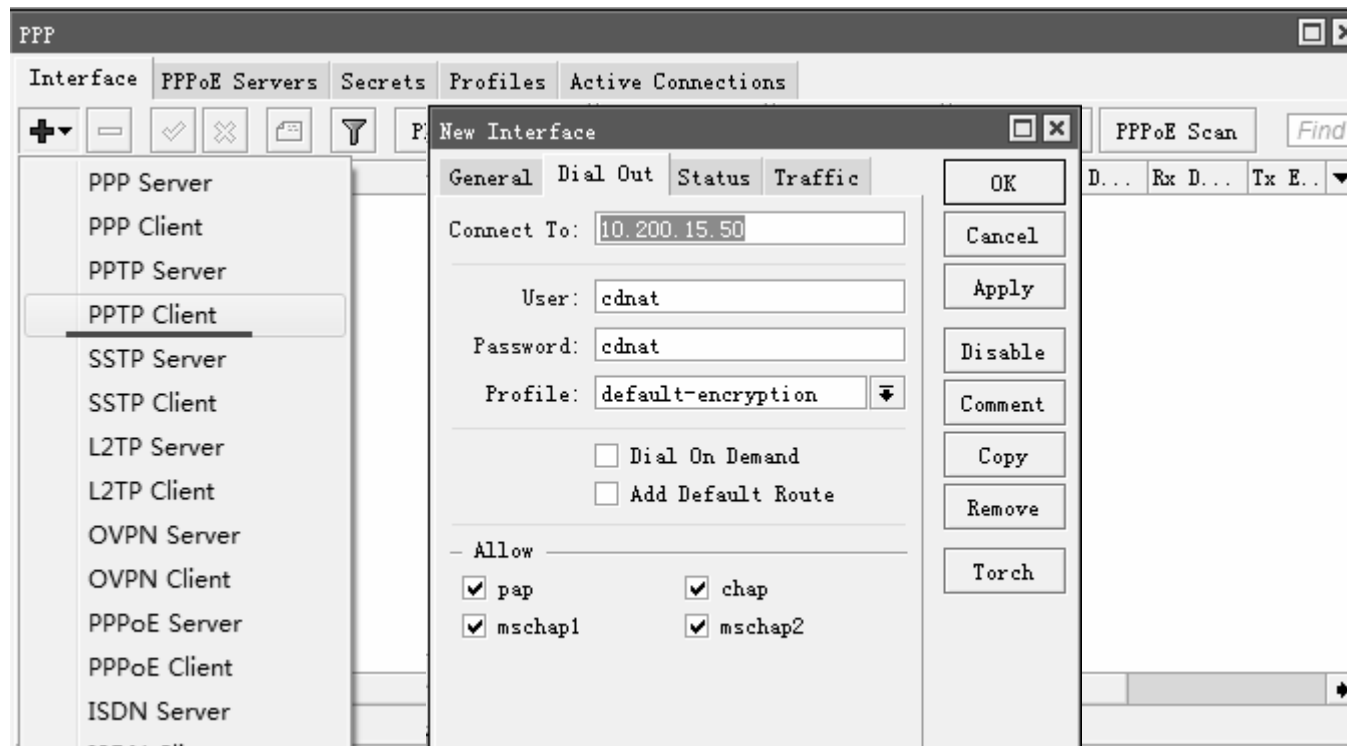 PPP
Interface PPPoE Servers Secrets Profiles Active Connections
PPPoE Scan Find
D... Rx D... Tx E..
PPP Server
PPP Client
PPTP Server
PPTP Client
SSTP Server
SSTP Client
L2TP Server
L2TP Client
OVPN Server
OVPN Client
PPPoE Server
PPPoE Client
ISDN Server
New Interface
General Dial Out Status Traffic
Connect To: 10.200.15.50
User: cdnat
Password: cdnat
Profile: default-encryption
Dial On Demand
Add Default Route
Allow
pap chap
mschap1 mschap2
OK
Cancel
Apply
Disable
Comment
Copy
Remove
Torch